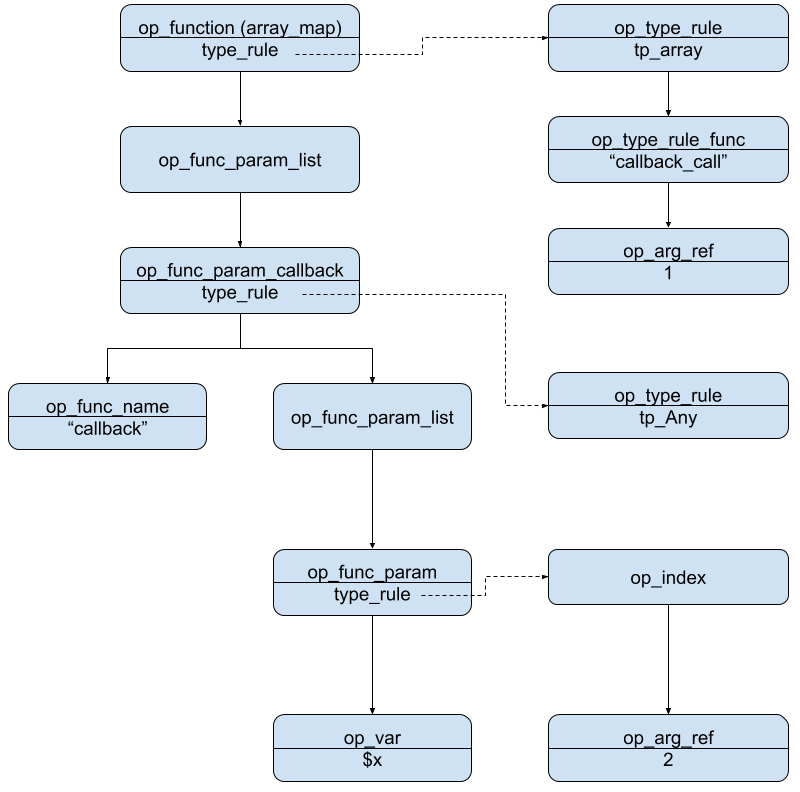 op_function (array_map)
type_rule
op_type_rule
tp_array
op_func_param_list
op_type_rule_func
“callback_call”
op_func_param_callback
type_rule
op_arg_ref
1
op_func_name
“callback”
op_func_param_list
op_type_rule
tp_Any
op_func_param
type_rule
op_index
op_var
$x
op_arg_ref
2